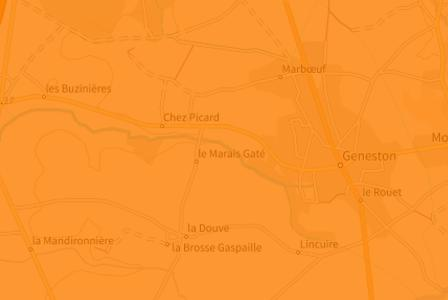 Marbœuf
les Buzinières
Chez Picard
le Marais Gaté
Geneston
Mo
le Rouet
la Douve
la Mandironnière
la Brosse Gaspaille
Lincuire